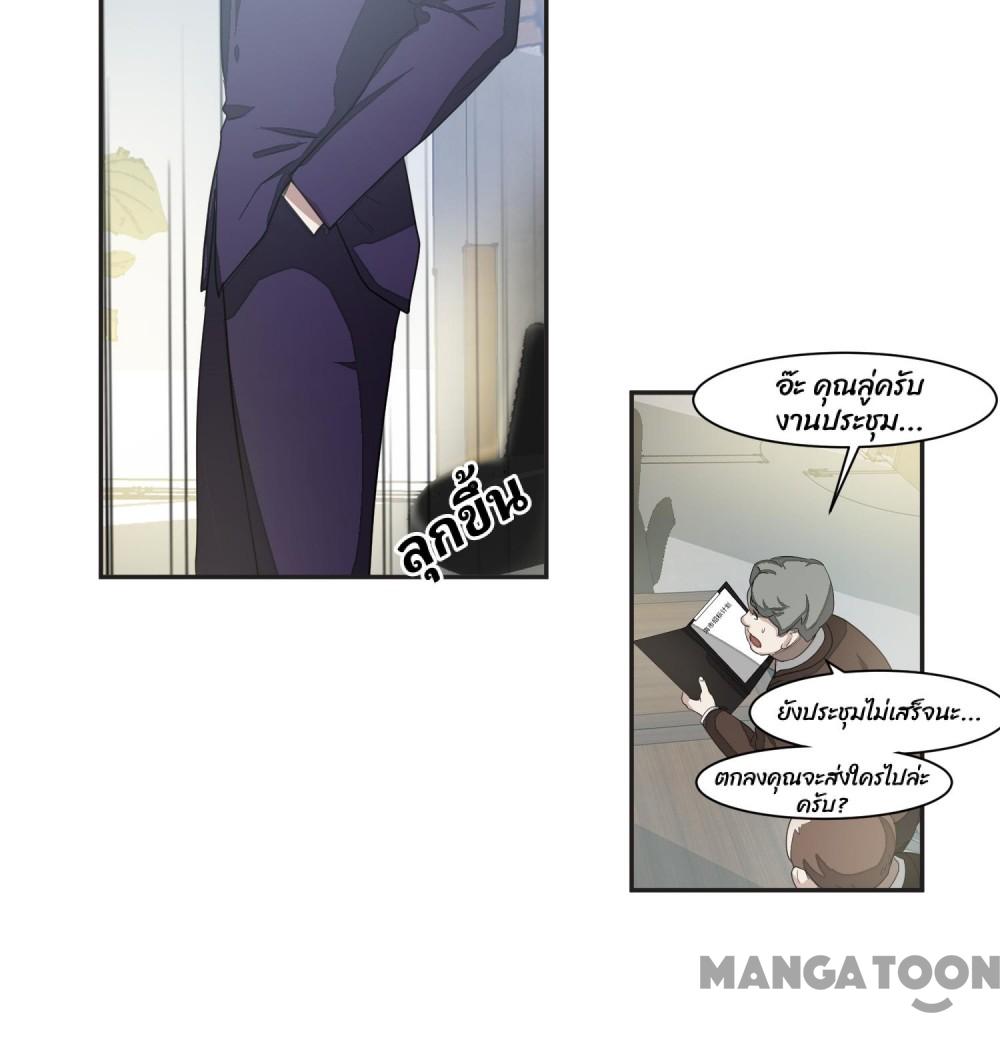 ลุกขึ้น
อ๊ะ คุณลู่ครับ
งานประชุม...
ยังประชุมไม่เสร็จนะ...
ตกลงคุณจะส่งใครไปล่ะ
ครับ?
MANGATOON